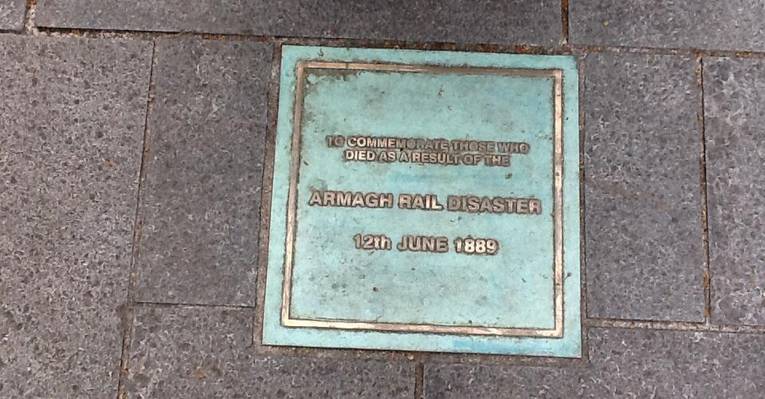 TO COMMEMORATE THOSE WHO
DIED AS A RESULT OF THE
ARMAGH RAIL DISASTER
12th JUNE 1889